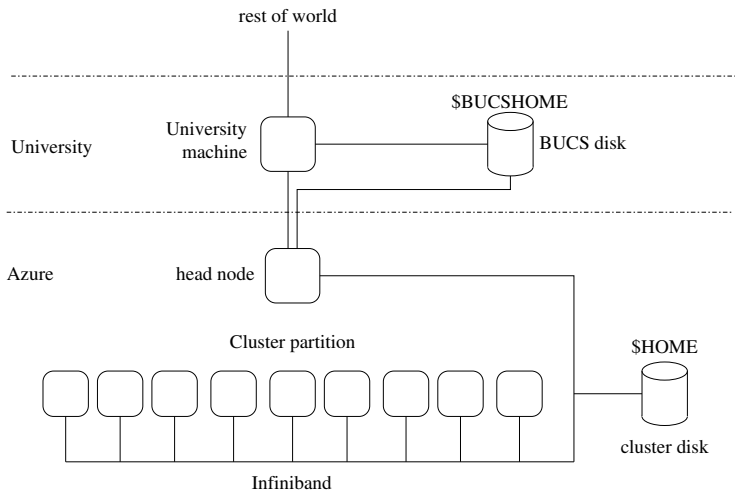 rest of world
$BUCSHOME
University
machine
University
BUCS disk
Azure
head node
Cluster partition
$HOME
cluster disk
Infiniband